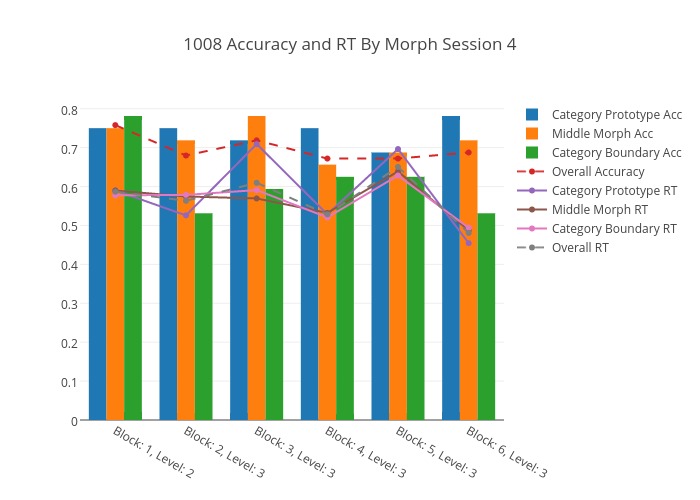 1008 Accuracy and RT By Morph Session 4
0.8
0.7
0.6
0.5
0.4
0.3
0.2
0.1
0
Block: 1, Level: 2
Block: 2, Level: 3
Block: 3, Level: 3
Block: 4, Level: 3
Block: 5, Level: 3
Block: 6, Level: 3
Category Prototype Acc
Middle Morph Acc
Category Boundary Acc
Overall Accuracy
Category Prototype RT
Middle Morph RT
Category Boundary RT
Overall RT